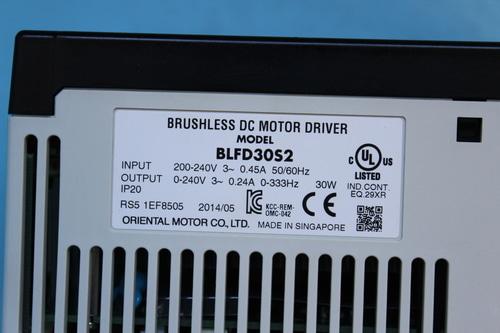 BRUSHLESS DC MOTOR DRIVER
MODEL
BLFD30S2
INPUT 200-240V 3~ 0.45A 50/60Hz
OUTPUT 0-240V 3~ 0.24A 0-333Hz 30W
IP20
C UL US
LISTED
IND.CONT.
EQ.29XR
RS5 1EF8505 2014/05
KCC-REM-
OMC-042
CE
ORIENTAL MOTOR CO., LTD. MADE IN SINGAPORE